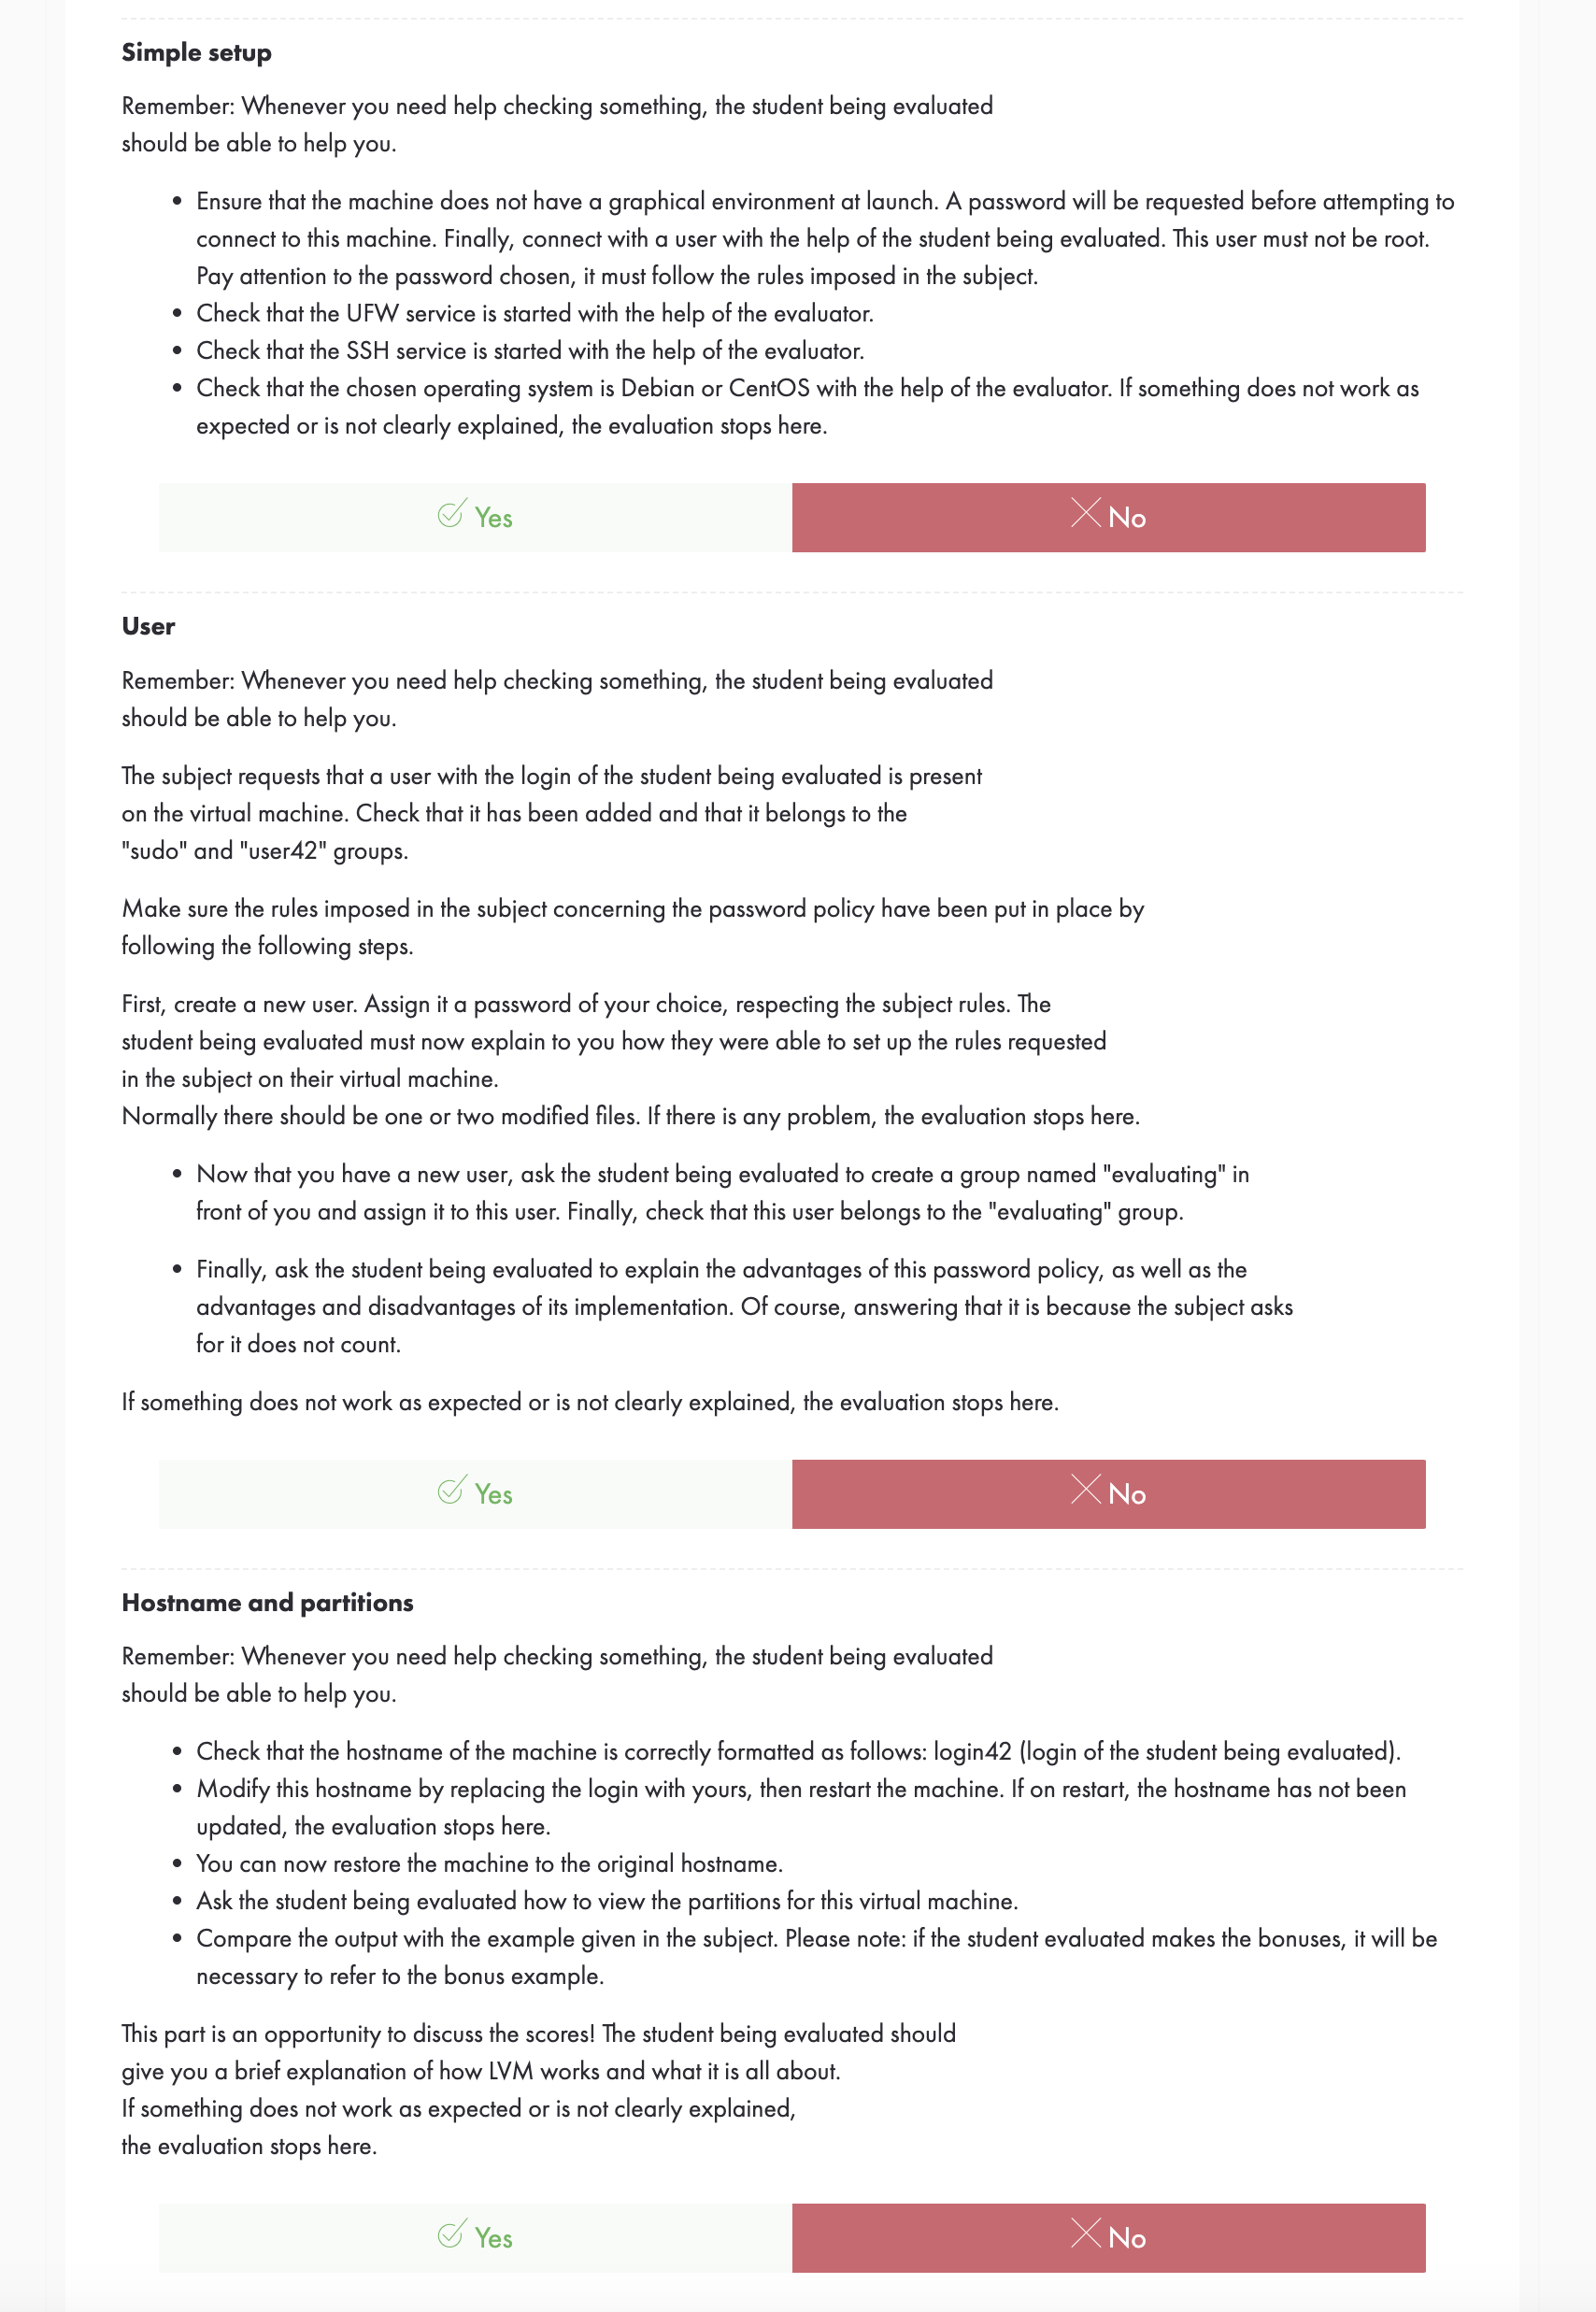 Simple setup
Remember: Whenever you need help checking something, the student being evaluated
should be able to help you.
• Ensure that the machine does not have a graphical environment at launch. A password will be requested before attempting to
connect to this machine. Finally, connect with a user with the help of the student being evaluated. This user must not be root.
Pay attention to the password chosen, it must follow the rules imposed in the subject.
• Check that the UFW service is started with the help of the evaluator.
• Check that the SSH service is started with the help of the evaluator.
• Check that the chosen operating system is Debian or CentOS with the help of the evaluator. If something does not work as
expected or is not clearly explained, the evaluation stops here.
Yes
No
User
Remember: Whenever you need help checking something, the student being evaluated
should be able to help you.
The subject requests that a user with the login of the student being evaluated is present
on the virtual machine. Check that it has been added and that it belongs to the
"sudo" and "user42" groups.
Make sure the rules imposed in the subject concerning the password policy have been put in place by
following the following steps.
First, create a new user. Assign it a password of your choice, respecting the subject rules. The
student being evaluated must now explain to you how they were able to set up the rules requested
in the subject on their virtual machine.
Normally there should be one or two modified files. If there is any problem, the evaluation stops here.
• Now that you have a new user, ask the student being evaluated to create a group named "evaluating" in
front of you and assign it to this user. Finally, check that this user belongs to the "evaluating" group.
• Finally, ask the student being evaluated to explain the advantages of this password policy, as well as the
advantages and disadvantages of its implementation. Of course, answering that it is because the subject asks
for it does not count.
If something does not work as expected or is not clearly explained, the evaluation stops here.
Yes
No
Hostname and partitions
Remember: Whenever you need help checking something, the student being evaluated
should be able to help you.
• Check that the hostname of the machine is correctly formatted as follows: login42 (login of the student being evaluated).
• Modify this hostname by replacing the login with yours, then restart the machine. If on restart, the hostname has not been
updated, the evaluation stops here.
• You can now restore the machine to the original hostname.
• Ask the student being evaluated how to view the partitions for this virtual machine.
• Compare the output with the example given in the subject. Please note: if the student evaluated makes the bonuses, it will be
necessary to refer to the bonus example.
This part is an opportunity to discuss the scores! The student being evaluated should
give you a brief explanation of how LVM works and what it is all about.
If something does not work as expected or is not clearly explained,
the evaluation stops here.
Yes
No